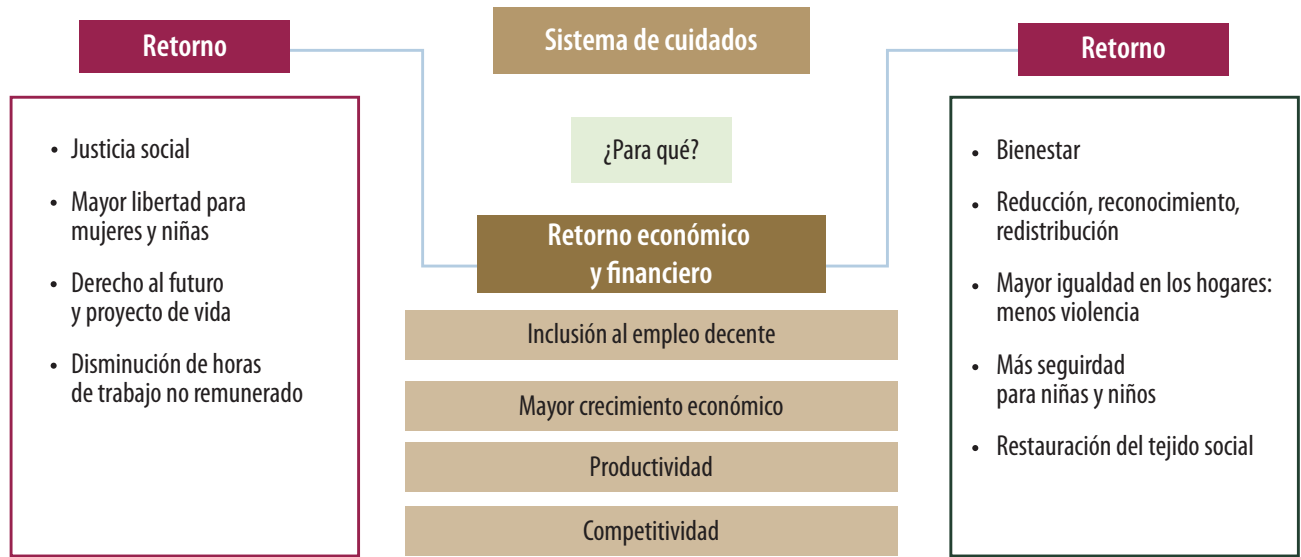 Sistema de cuidados
¿Para qué?
Retorno
• Justicia social
• Mayor libertad para
mujeres y niñas
• Derecho al futuro
y proyecto de vida
• Disminución de horas
de trabajo no remunerado
Retorno económico
y financiero
Inclusión al empleo decente
Mayor crecimiento económico
Productividad
Competitividad
Retorno
• Bienestar
• Reducción, reconocimiento,
redistribución
• Mayor igualdad en los hogares:
menos violencia
• Más seguirdad
para niñas y niños
• Restauración del tejido social